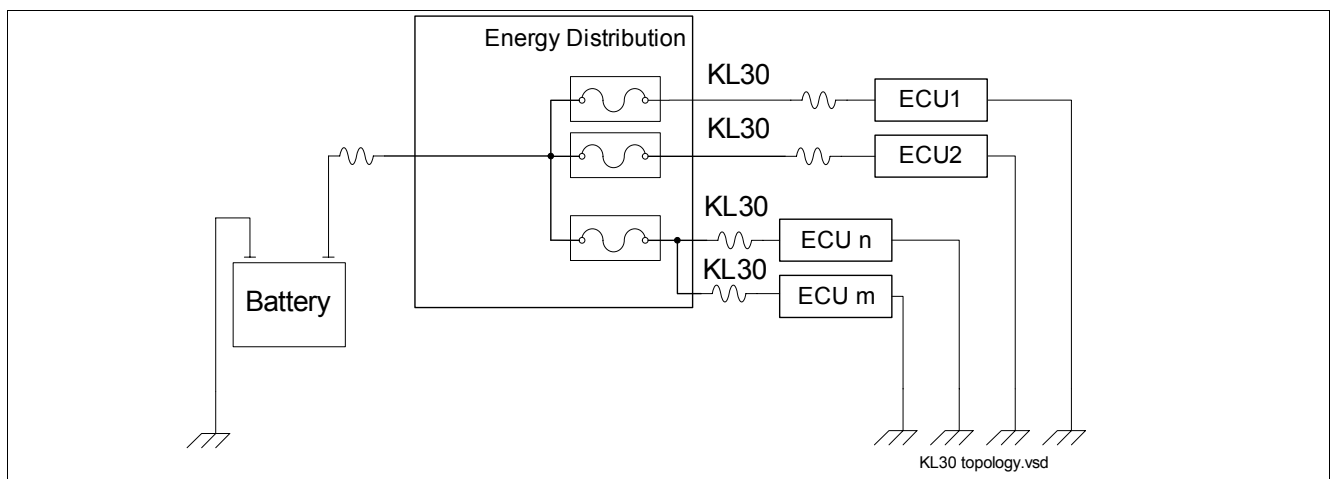 Energy Distribution
KL30
ECU1
KL30
ECU2
KL30
ECU n
KL30
ECU m
Battery
KL30 topology.vsd